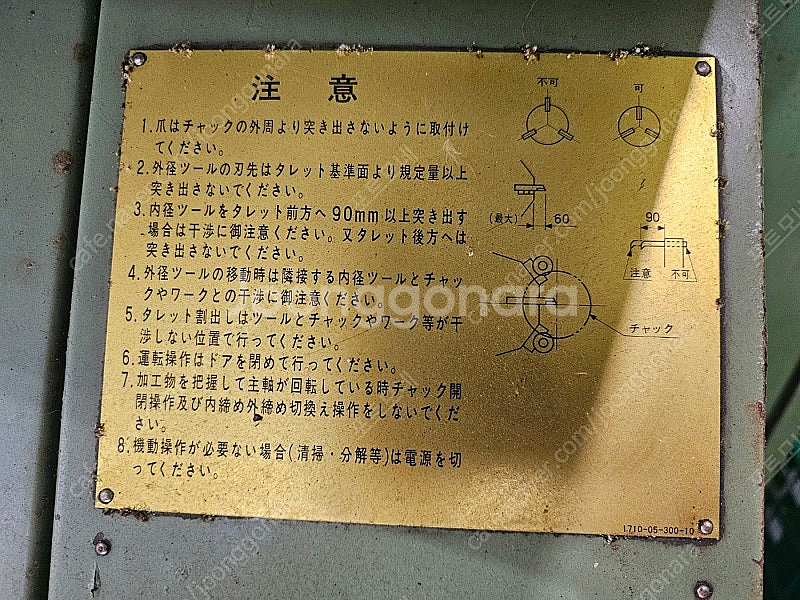 注 意
1.爪はチャックの外周より突き出さないように取付け
てください。
2.外径ツールの刃先はタレット基準面より規定量以上
突き出さないでください。
3.内径ツールをタレット前方へ90mm以上突き出す
場合は干渉に御注意ください。又タレット後方へは
突き出さないでください。
4.外径ツールの移動時は隣接する内径ツールとチャッ
クやワークとの干渉に御注意ください。
5.タレット割出しはツールとチャックやワーク等が干
渉しない位置で行ってください。
6.運転操作はドアを閉めて行ってください。
7.加工物を把握して主軸が回転している時チャック開
閉操作及び内締め外締め切換え操作をしないでくだ
さい。
8.機動操作が必要ない場合(清掃・分解等)は電源を切
ってください。
不可
可
(最大)
60
90
注意
不可
チャック
1710-05-300-10
joongonara
cafe.naver.com/joonggonara